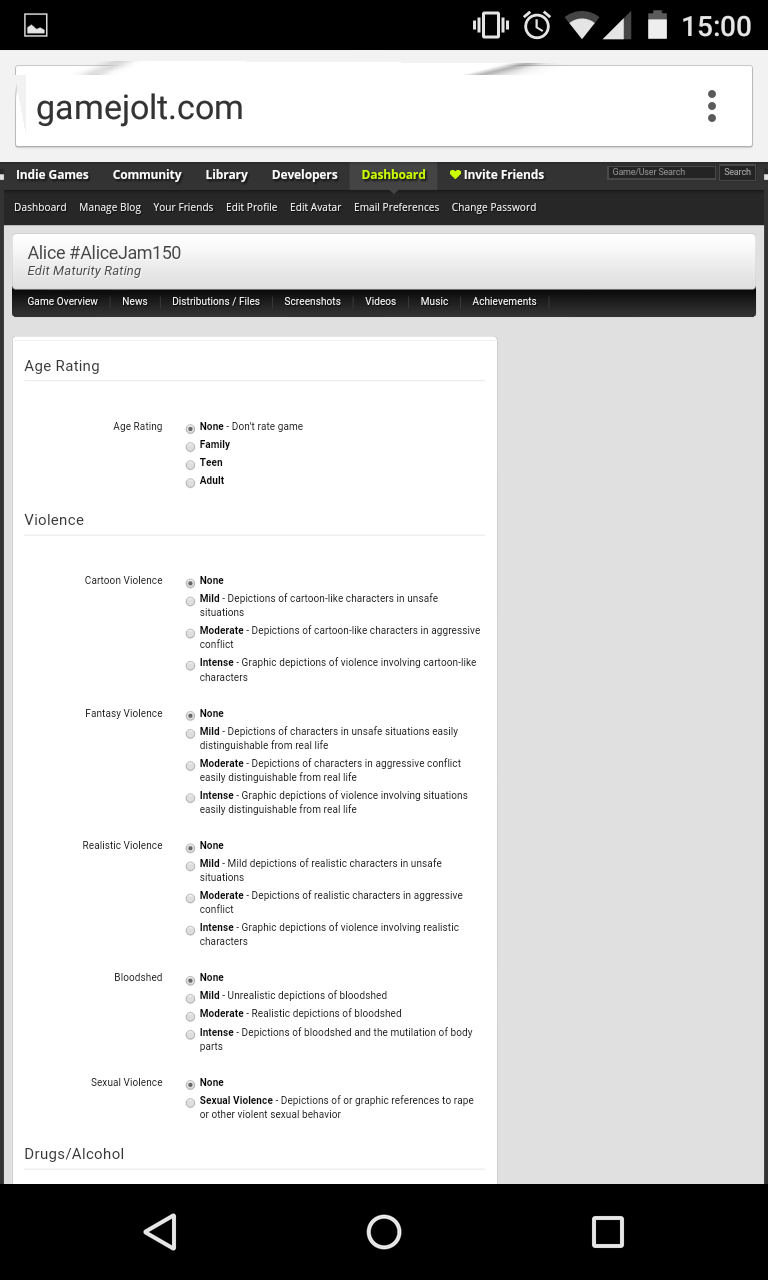 15:00
gamejolt.com
Indie Games Community Library Developers Dashboard Invite Friends Game/User Search Search
Dashboard Manage Blog Your Friends Edit Profile Edit Avatar Email Preferences Change Password
Alice #AliceJam150
Edit Maturity Rating
Game Overview News Distributions / Files Screenshots Videos Music Achievements
Age Rating
Age Rating None - Don't rate game
Family
Teen
Adult
Violence
Cartoon Violence None
Mild - Depictions of cartoon-like characters in unsafe
situations
Moderate - Depictions of cartoon-like characters in aggressive
conflict
Intense - Graphic depictions of violence involving cartoon-like
characters
Fantasy Violence None
Mild - Depictions of characters in unsafe situations easily
distinguishable from real life
Moderate - Depictions of characters in aggressive conflict
easily distinguishable from real life
Intense - Graphic depictions of violence involving situations
easily distinguishable from real life
Realistic Violence None
Mild - Mild depictions of realistic characters in unsafe
situations
Moderate - Depictions of realistic characters in aggressive
conflict
Intense - Graphic depictions of violence involving realistic
characters
Bloodshed None
Mild - Unrealistic depictions of bloodshed
Moderate - Realistic depictions of bloodshed
Intense - Depictions of bloodshed and the mutilation of body
parts
Sexual Violence None
Sexual Violence - Depictions of or graphic references to rape
or other violent sexual behavior
Drugs/Alcohol